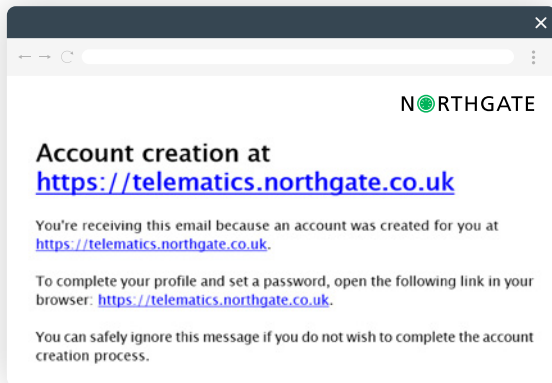 NORTHGATE
Account creation at
https://telematics.northgate.co.uk
You're receiving this email because an account was created for you at
https://telematics.northgate.co.uk.
To complete your profile and set a password, open the following link in your
browser: https://telematics.northgate.co.uk.
You can safely ignore this message if you do not wish to complete the account
creation process.